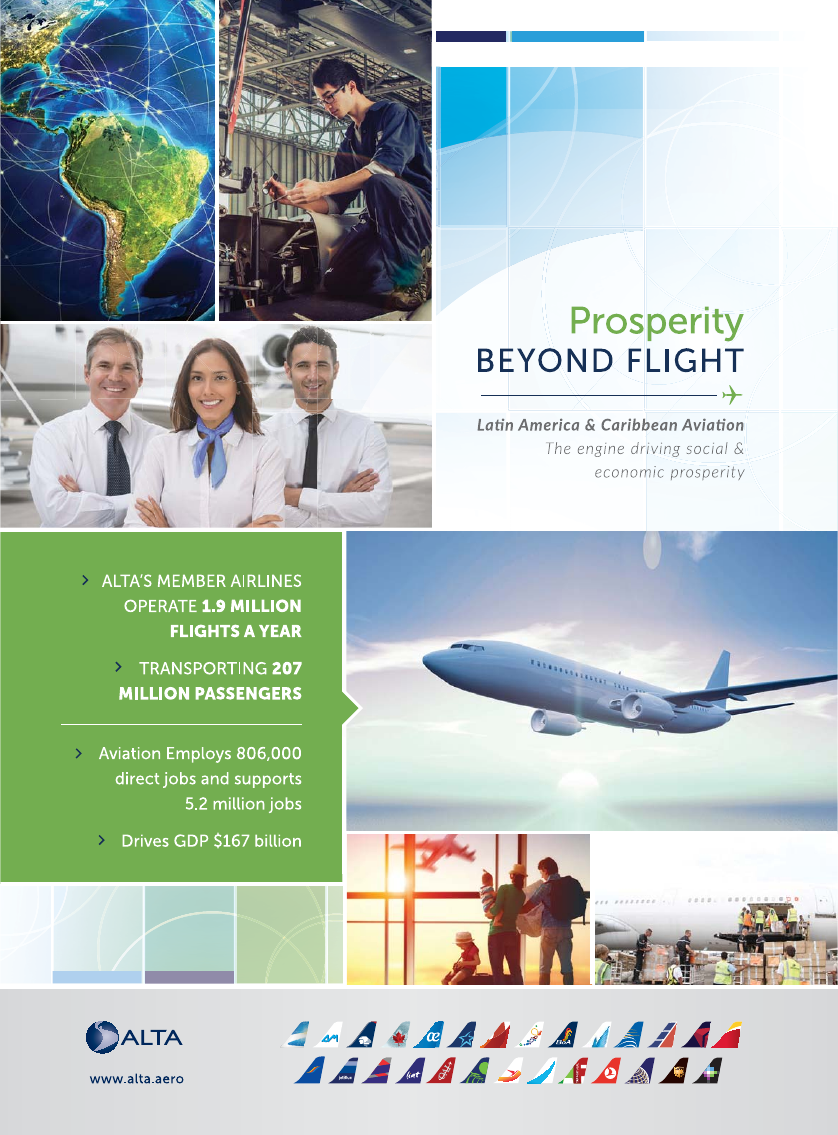 Prosperity
BEYOND FLIGHT
Latin America & Caribbean Aviation
The engine driving social &
economic prosperity
ALTA'S MEMBER AIRLINES
OPERATE 1.9 MILLION
FLIGHTS A YEAR
TRANSPORTING 207
MILLION PASSENGERS
Aviation Employs 806,000
direct jobs and supports
5.2 million jobs
Drives GDP $167 billion
ALTA
www.alta.aero